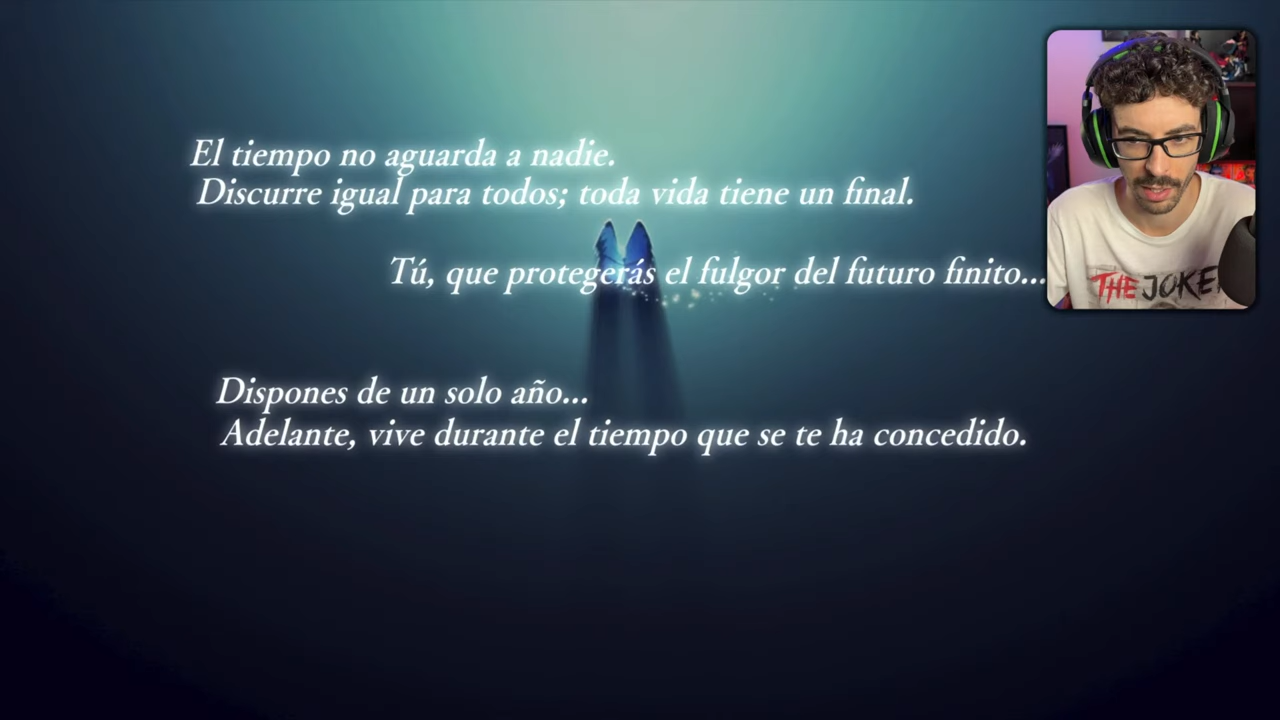 El tiempo no aguarda a nadie.
Discurre igual para todos; toda vida tiene un final.
Tú, que protegerás el fulgor del futuro finito...
Dispones de un solo año...
Adelante, vive durante el tiempo que se te ha concedido.
THE JOKE